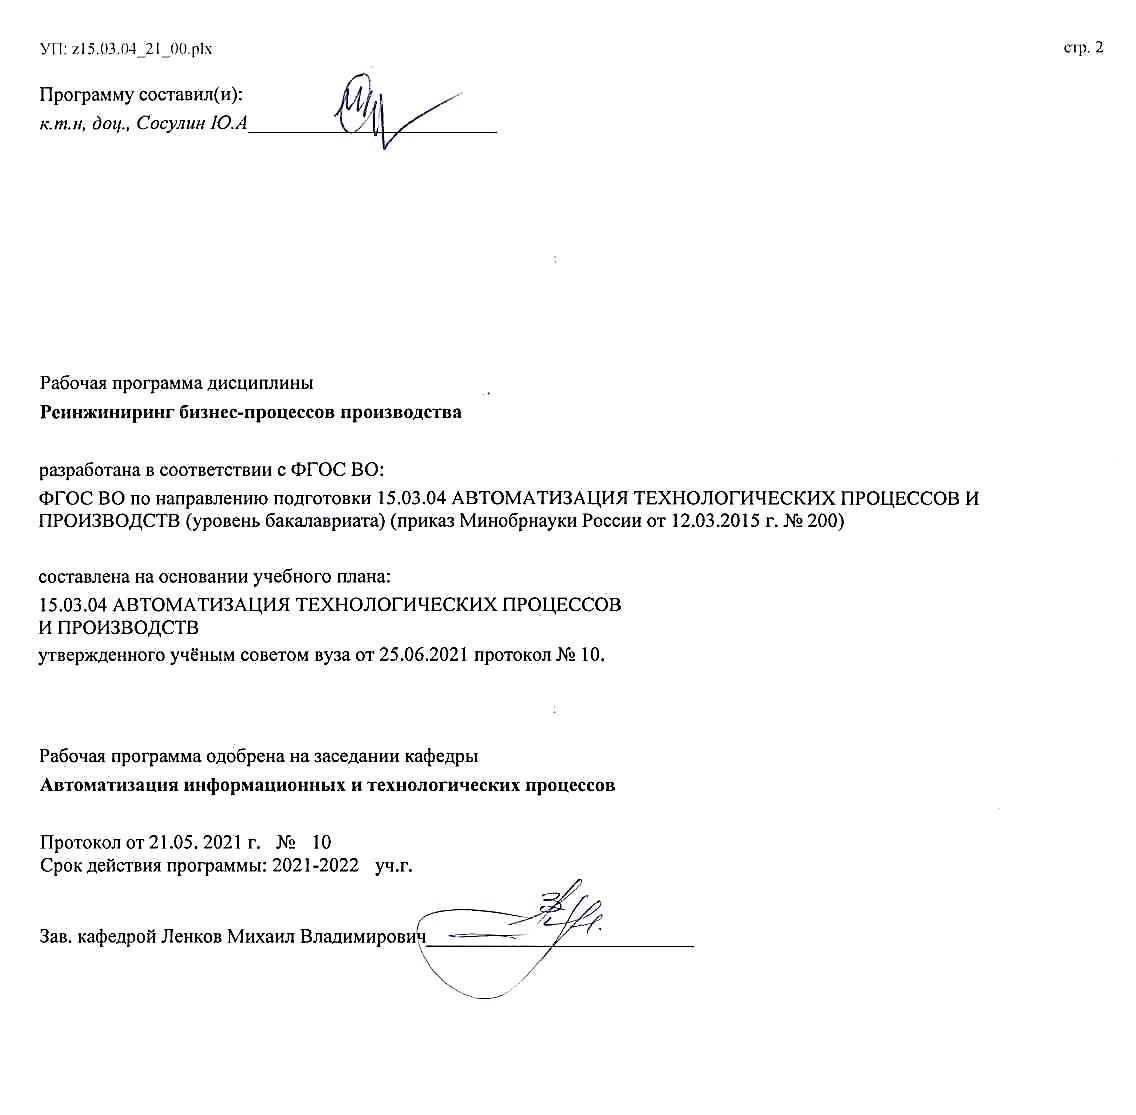 УП: z15.03.04_21_00.plx
стр. 2
Программу составил(и):
к.т.н, доц., Сосулин Ю.А
Рабочая программа дисциплины
Реинжиниринг бизнес-процессов производства
разработана в соответствии с ФГОС ВО:
ФГОС ВО по направлению подготовки 15.03.04 АВТОМАТИЗАЦИЯ ТЕХНОЛОГИЧЕСКИХ ПРОЦЕССОВ И
ПРОИЗВОДСТВ (уровень бакалавриата) (приказ Минобрнауки России от 12.03.2015 г. № 200)
составлена на основании учебного плана:
15.03.04 АВТОМАТИЗАЦИЯ ТЕХНОЛОГИЧЕСКИХ ПРОЦЕССОВ
И ПРОИЗВОДСТВ
утвержденного учёным советом вуза от 25.06.2021 протокол № 10.
Рабочая программа одобрена на заседании кафедры
Автоматизация информационных и технологических процессов
Протокол от 21.05. 2021 г. № 10
Срок действия программы: 2021-2022 уч.г.
Зав. кафедрой Ленков Михаил Владимирович